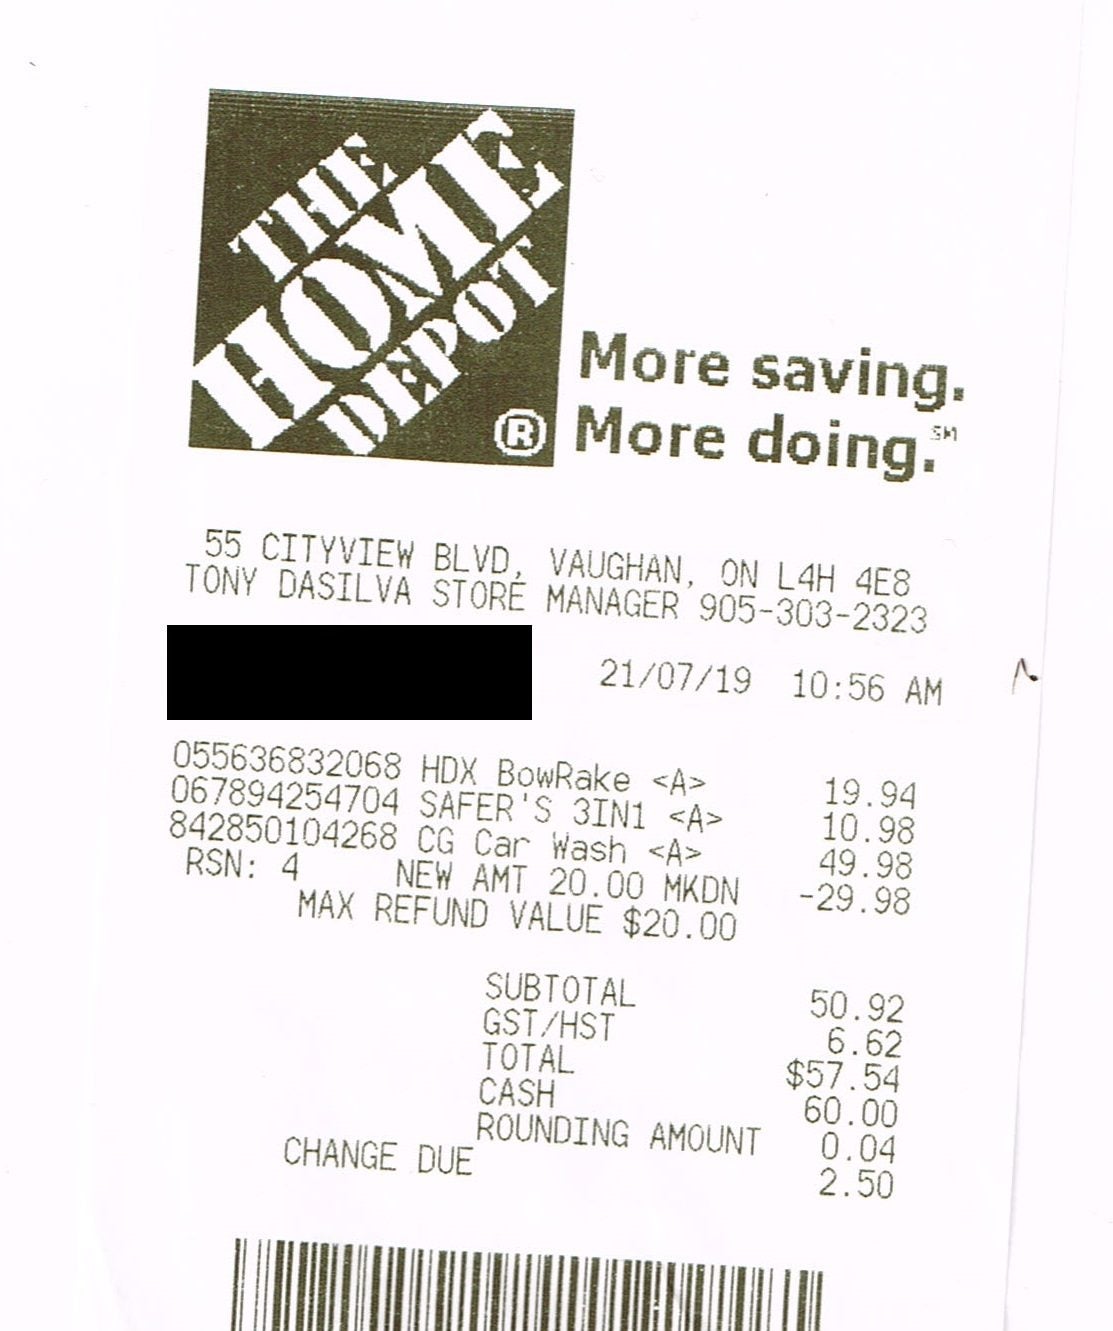 THE
HOME
DEPOT
®
More saving.
More doing.℠
55 CITYVIEW BLVD, VAUGHAN, ON L4H 4E8
TONY DASILVA STORE MANAGER 905-303-2323
21/07/19 10:56 AM
055636832068 HDX BowRake <A> 19.94
067894254704 SAFER'S 3IN1 <A> 10.98
842850104268 CG Car Wash <A> 49.98
RSN: 4 NEW AMT 20.00 MKDN -29.98
MAX REFUND VALUE $20.00
SUBTOTAL 50.92
GST/HST 6.62
TOTAL $57.54
CASH 60.00
ROUNDING AMOUNT 0.04
CHANGE DUE 2.50